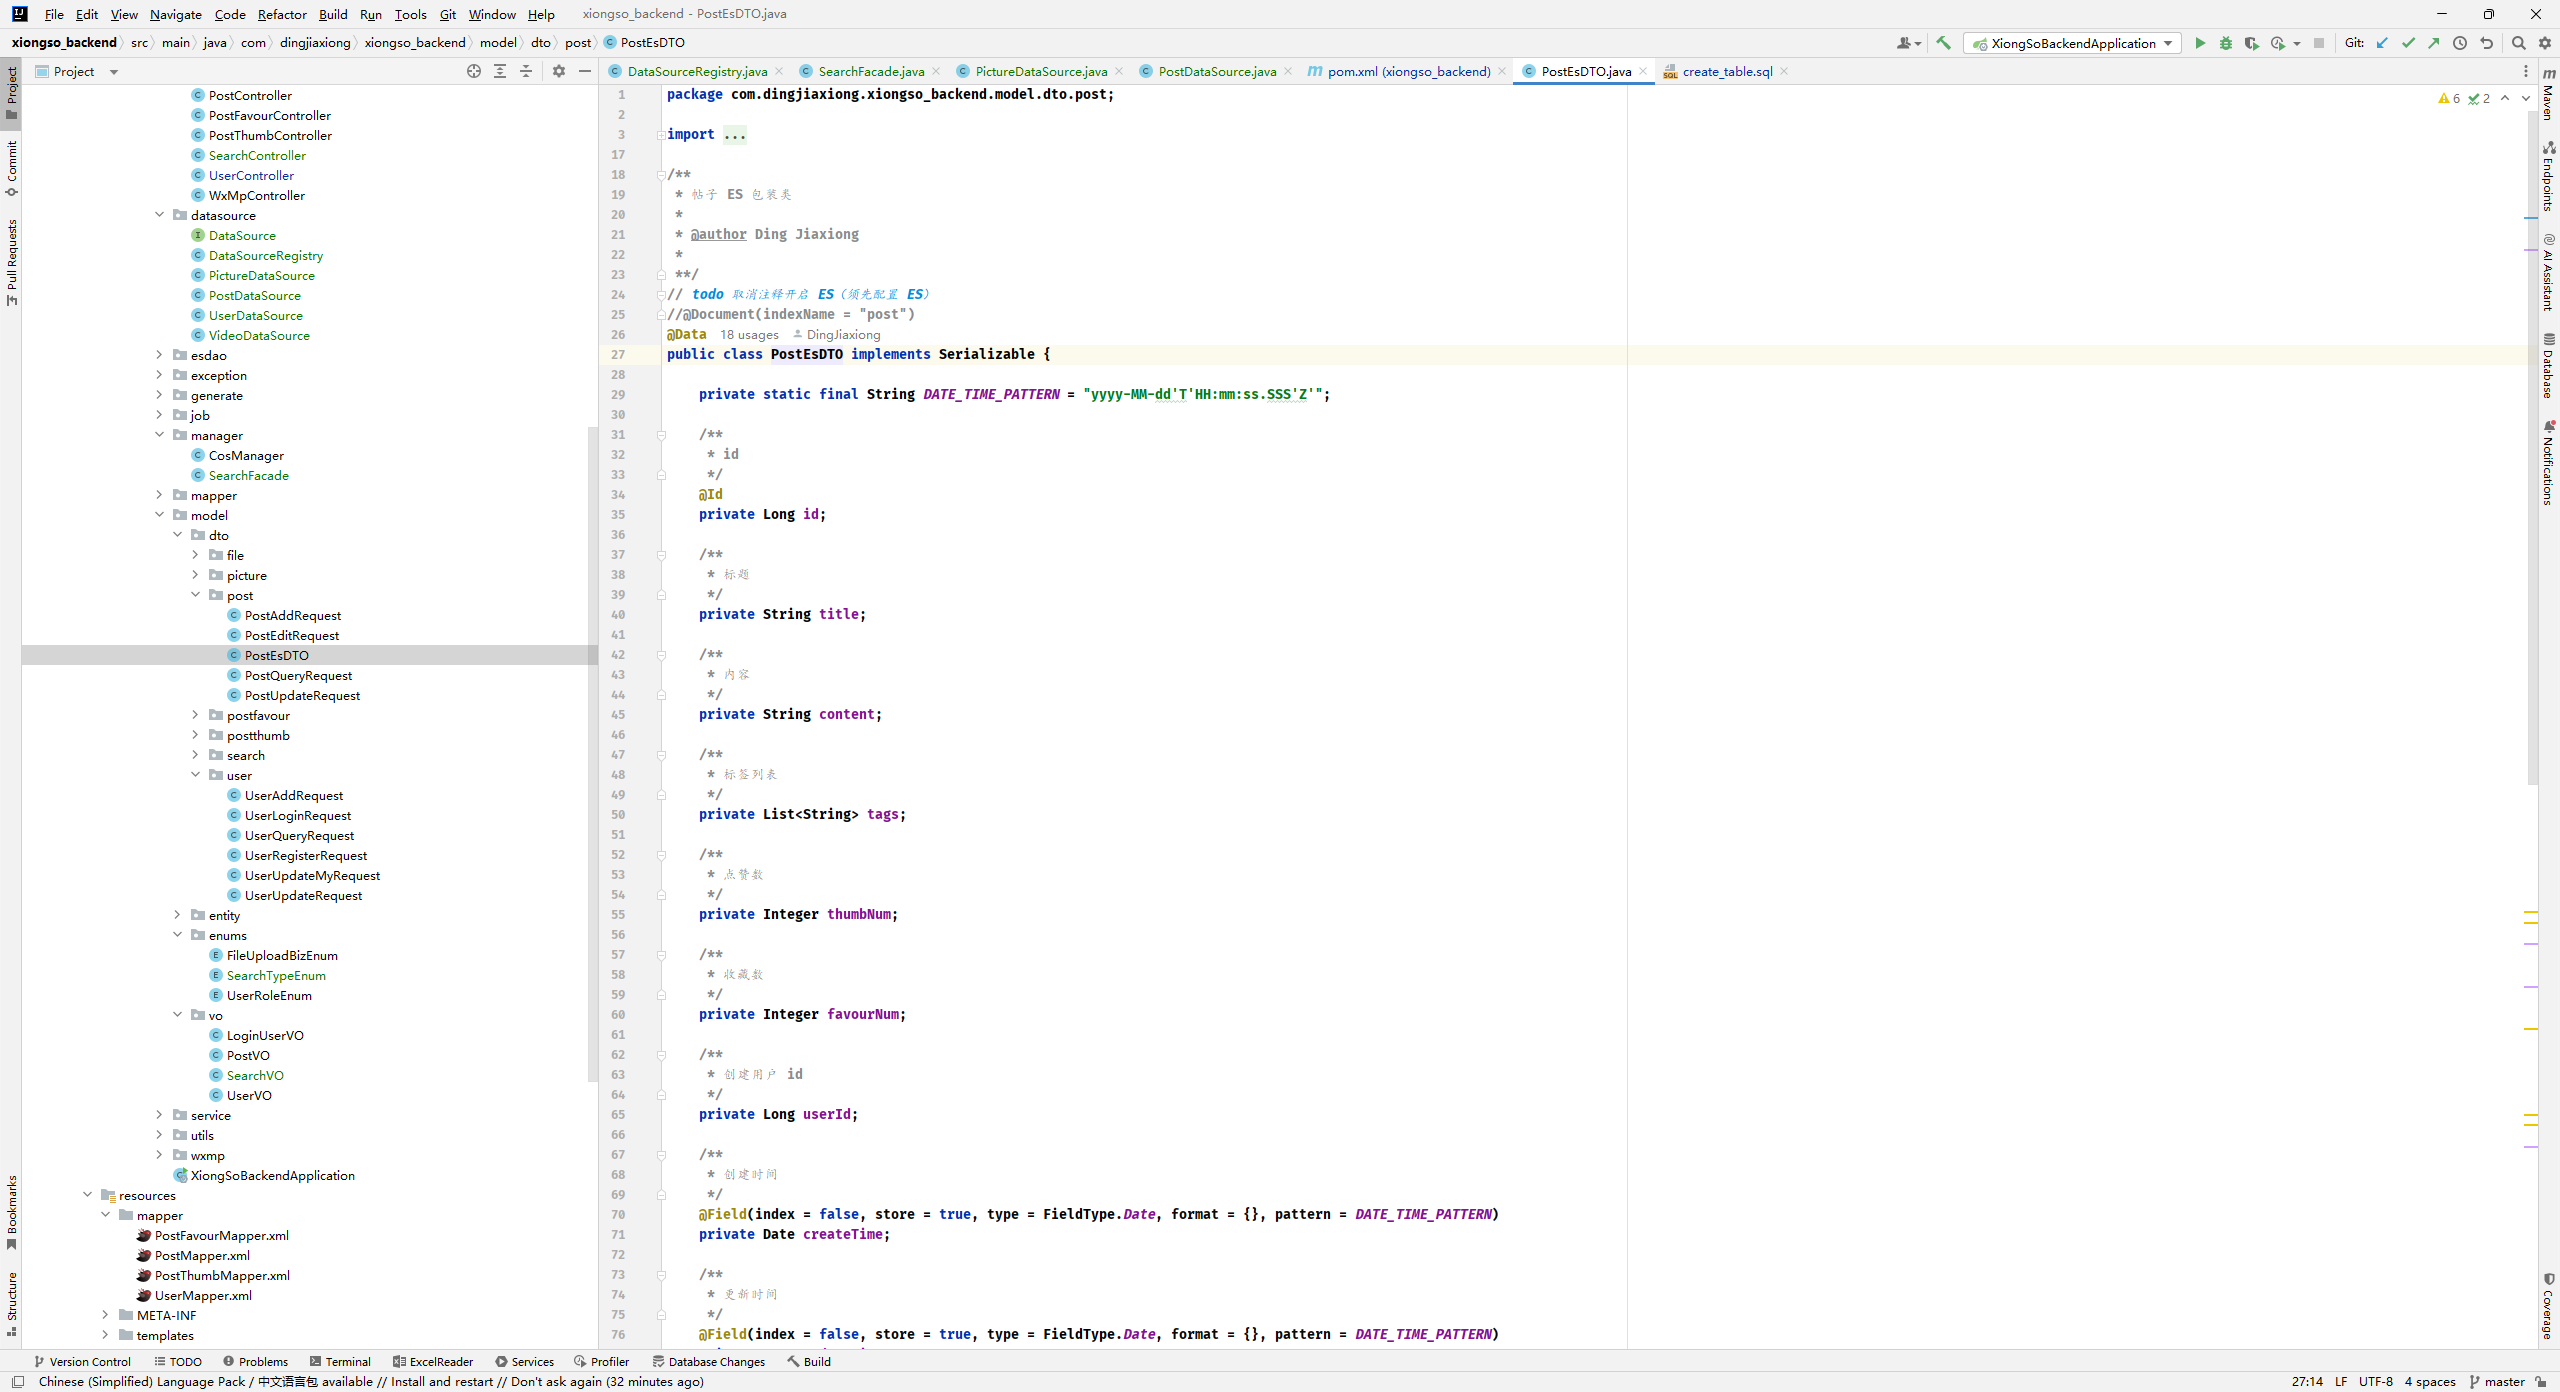 File Edit View Navigate Code Refactor Build Run Tools Git Window Help xiongso_backend - PostEsDTO.java
xiongso_backend src main java com dingjiaxiong xiongso_backend model dto post PostEsDTO XiongSoBackendApplication Git:
Project
DataSourceRegistry.java SearchFacade.java PictureDataSource.java PostDataSource.java pom.xml (xiongso_backend) PostEsDTO.java create_table.sql
Project
Commit
Pull Requests
Bookmarks
Structure
PostController
PostFavourController
PostThumbController
SearchController
UserController
WxMpController
datasource
DataSource
DataSourceRegistry
PictureDataSource
PostDataSource
UserDataSource
VideoDataSource
esdao
exception
generate
job
manager
CosManager
SearchFacade
mapper
model
dto
file
picture
post
PostAddRequest
PostEditRequest
PostEsDTO
PostQueryRequest
PostUpdateRequest
postfavour
postthumb
search
user
UserAddRequest
UserLoginRequest
UserQueryRequest
UserRegisterRequest
UserUpdateMyRequest
UserUpdateRequest
entity
enums
FileUploadBizEnum
SearchTypeEnum
UserRoleEnum
vo
LoginUserVO
PostVO
SearchVO
UserVO
service
utils
wxmp
XiongSoBackendApplication
resources
mapper
PostFavourMapper.xml
PostMapper.xml
PostThumbMapper.xml
UserMapper.xml
META-INF
templates
1 package com.dingjiaxiong.xiongso_backend.model.dto.post;
2
3 import ...
17
18 /**
19 * 帖子 ES 包装类
20 *
21 * @author Ding Jiaxiong
22 *
23 **/
24 // todo 取消注释开启 ES（须先配置 ES）
25 //@Document(indexName = "post")
26 @Data 18 usages DingJiaxiong
27 public class PostEsDTO implements Serializable {
28
29 private static final String DATE_TIME_PATTERN = "yyyy-MM-dd'T'HH:mm:ss.SSS'Z'";
30
31 /**
32 * id
33 */
34 @Id
35 private Long id;
36
37 /**
38 * 标题
39 */
40 private String title;
41
42 /**
43 * 内容
44 */
45 private String content;
46
47 /**
48 * 标签列表
49 */
50 private List<String> tags;
51
52 /**
53 * 点赞数
54 */
55 private Integer thumbNum;
56
57 /**
58 * 收藏数
59 */
60 private Integer favourNum;
61
62 /**
63 * 创建用户 id
64 */
65 private Long userId;
66
67 /**
68 * 创建时间
69 */
70 @Field(index = false, store = true, type = FieldType.Date, format = {}, pattern = DATE_TIME_PATTERN)
71 private Date createTime;
72
73 /**
74 * 更新时间
75 */
76 @Field(index = false, store = true, type = FieldType.Date, format = {}, pattern = DATE_TIME_PATTERN)
6 2
Maven
Endpoints
AI Assistant
Database
Notifications
Coverage
Version Control TODO Problems Terminal ExcelReader Services Profiler Database Changes Build
Chinese (Simplified) Language Pack / 中文语言包 available // Install and restart // Don't ask again (32 minutes ago) 27:14 LF UTF-8 4 spaces master